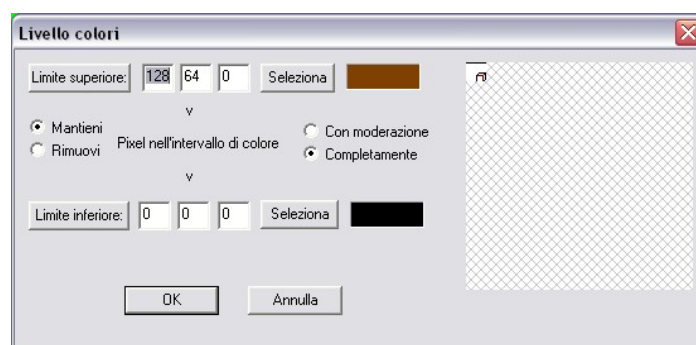 Livello colori
Limite superiore: 128 64 0 Seleziona
v
Mantieni
Rimuovi
Pixel nell'intervallo di colore
Con moderazione
Completamente
v
Limite inferiore: 0 0 0 Seleziona
OK Annulla